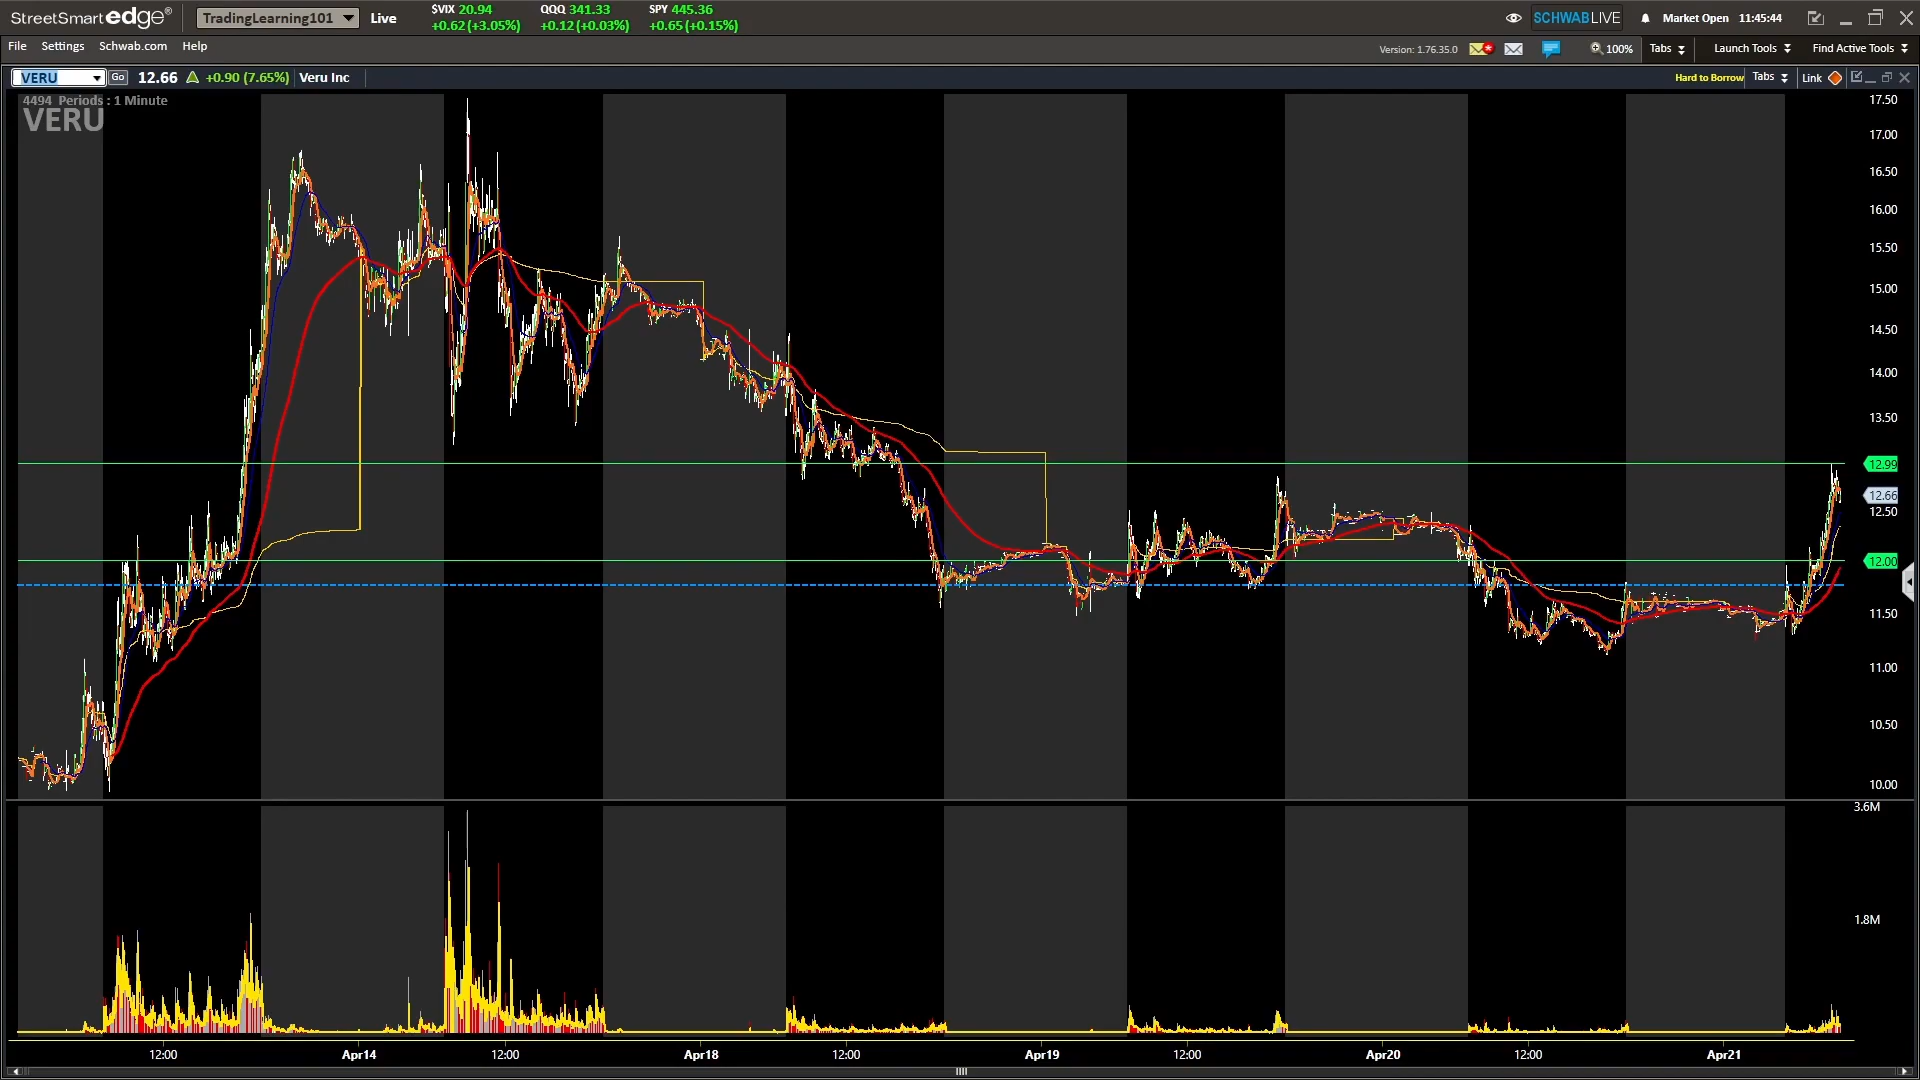 StreetSmart edge®
TradingLearning101
Live
$VIX 20.94
+0.62 (+3.05%)
QQQ 341.33
+0.12 (+0.03%)
SPY 445.36
+0.65 (+0.15%)
SCHWABLIVE
Market Open 11:45:44
File Settings Schwab.com Help
Version: 1.76.35.0
100%
Tabs
Launch Tools
Find Active Tools
VERU Go 12.66 +0.90 (7.65%) Veru Inc
Hard to Borrow
Tabs
Link
4494 Periods : 1 Minute
VERU
17.50
17.00
16.50
16.00
15.50
15.00
14.50
14.00
13.50
12.99
12.66
12.50
12.00
11.50
11.00
10.50
10.00
3.6M
1.8M
12:00 Apr14 12:00 Apr18 12:00 Apr19 12:00 Apr20 12:00 Apr21